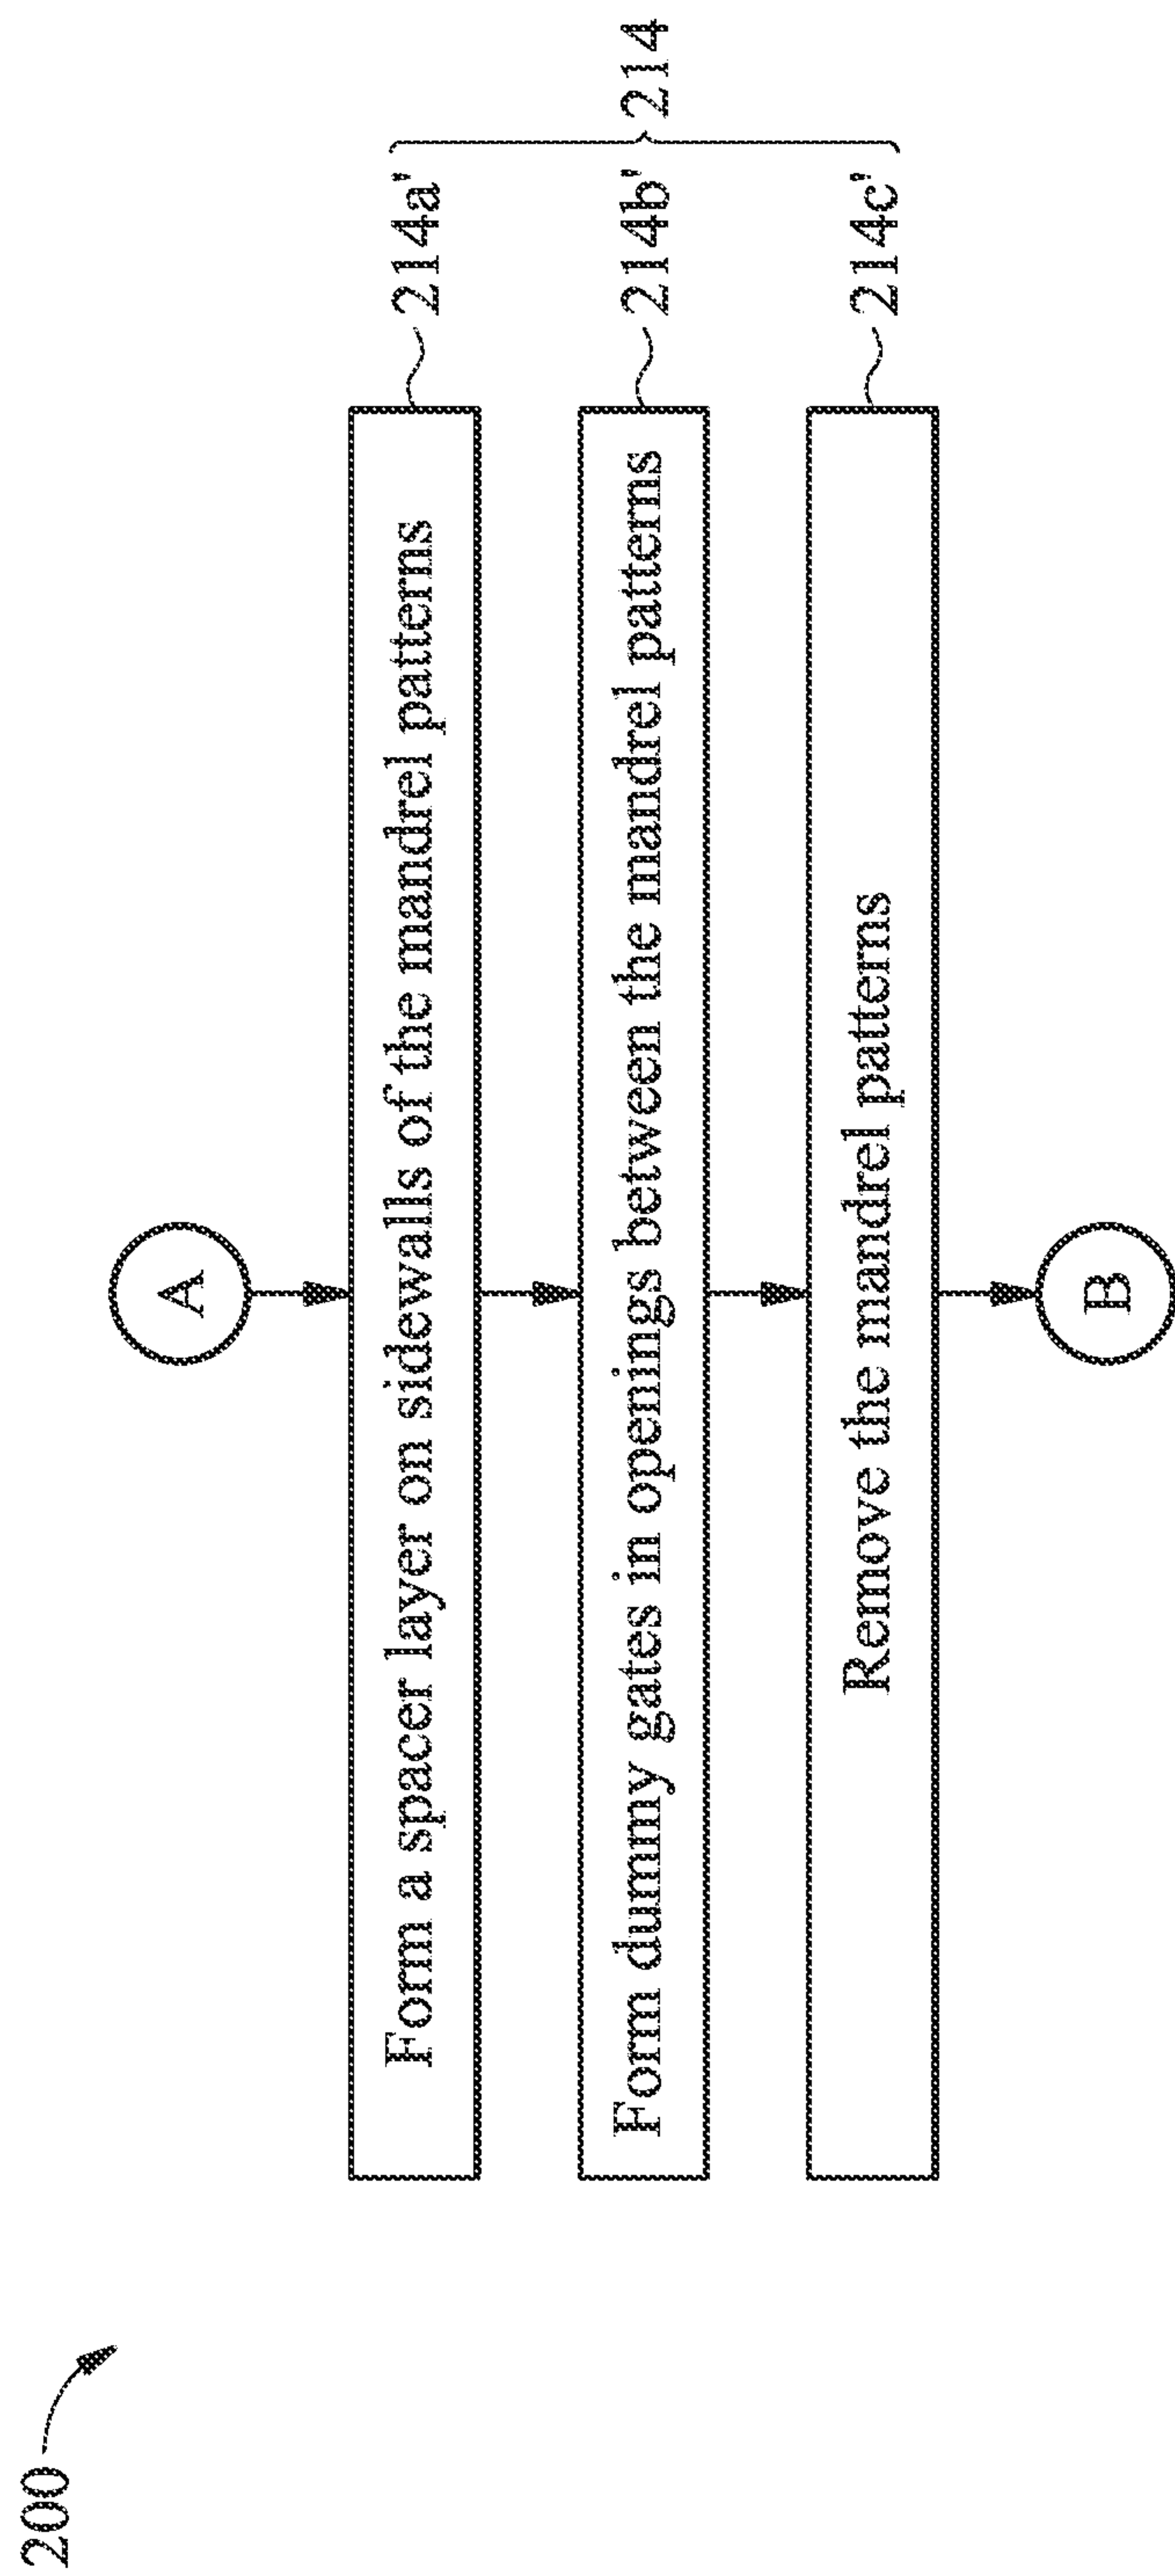 200
A
Form a spacer layer on sidewalls of the mandrel patterns
214a'
Form dummy gates in openings between the mandrel patterns
214b'
214
Remove the mandrel patterns
214c'
B